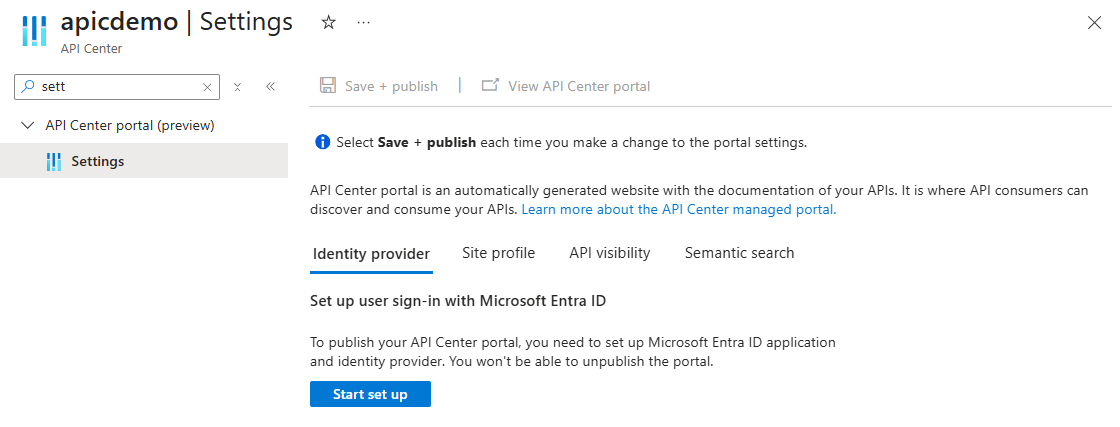 apicdemo | Settings
API Center
sett
Save + publish
View API Center portal
API Center portal (preview)
Settings
Select Save + publish each time you make a change to the portal settings.
API Center portal is an automatically generated website with the documentation of your APIs. It is where API consumers can
discover and consume your APIs. Learn more about the API Center managed portal.
Identity provider
Site profile
API visibility
Semantic search
Set up user sign-in with Microsoft Entra ID
To publish your API Center portal, you need to set up Microsoft Entra ID application
and identity provider. You won't be able to unpublish the portal.
Start set up